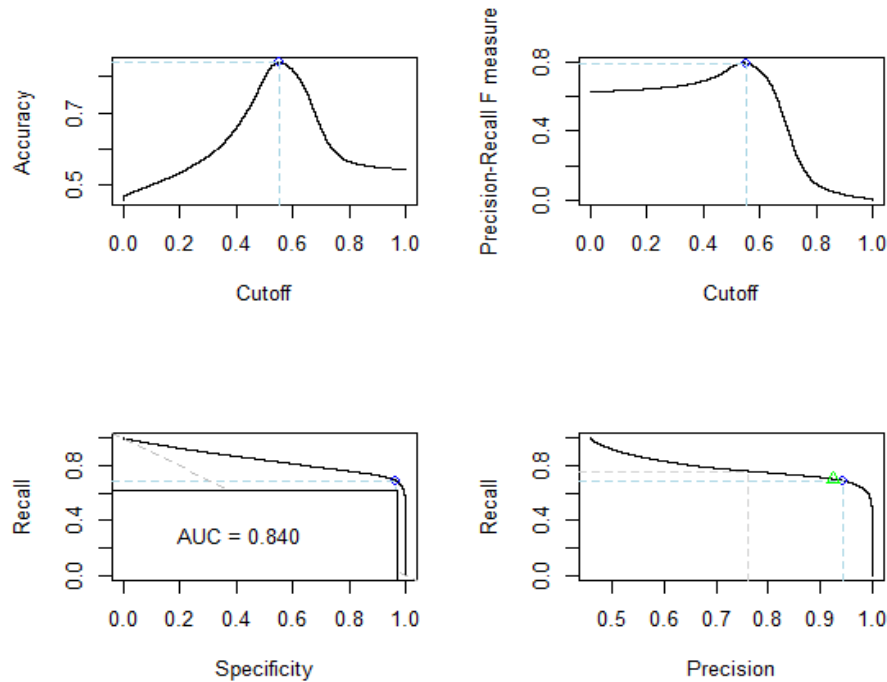 Accuracy
0.7
0.5
0.0 0.2 0.4 0.6 0.8 1.0
Cutoff
Precision-Recall F measure
0.8
0.4
0.0
0.0 0.2 0.4 0.6 0.8 1.0
Cutoff
Recall
0.8
0.4
0.0
AUC = 0.840
0.0 0.2 0.4 0.6 0.8 1.0
Specificity
Recall
0.8
0.4
0.0
0.5 0.6 0.7 0.8 0.9 1.0
Precision